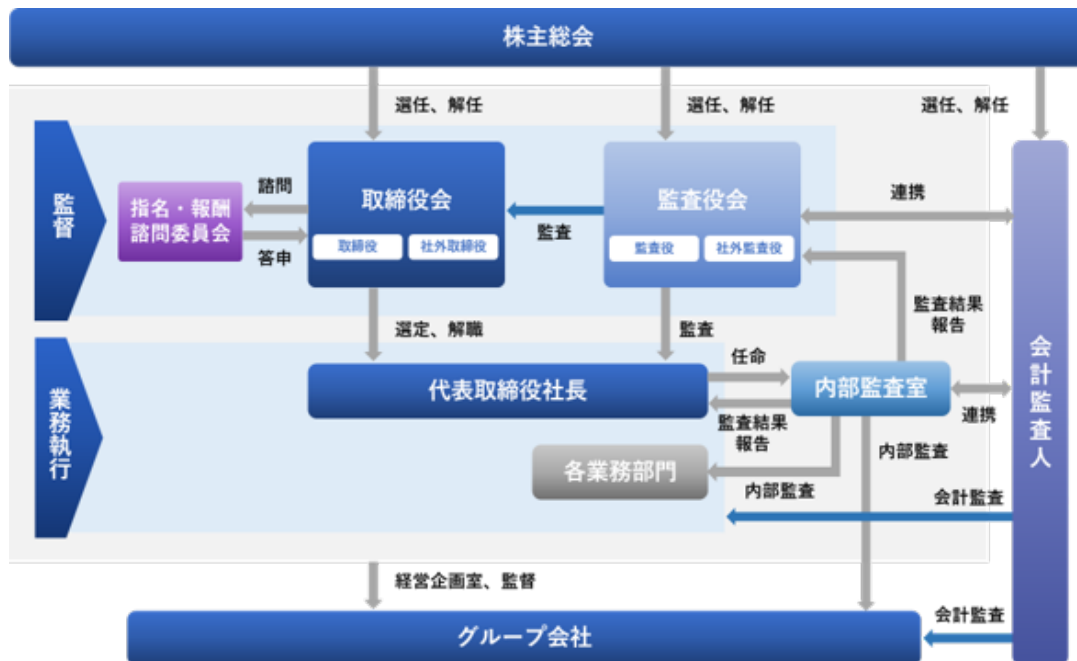 株主総会
選任、解任
選任、解任
選任、解任
監督
指名・報酬
諮問委員会
諮問
答申
取締役会
取締役
社外取締役
監査
監査役会
監査役
社外監査役
連携
選定、解職
監査
監査結果
報告
業務執行
代表取締役社長
任命
監査結果
報告
内部監査室
連携
会計監査人
各業務部門
内部監査
内部監査
会計監査
経営企画室、監督
グループ会社
会計監査